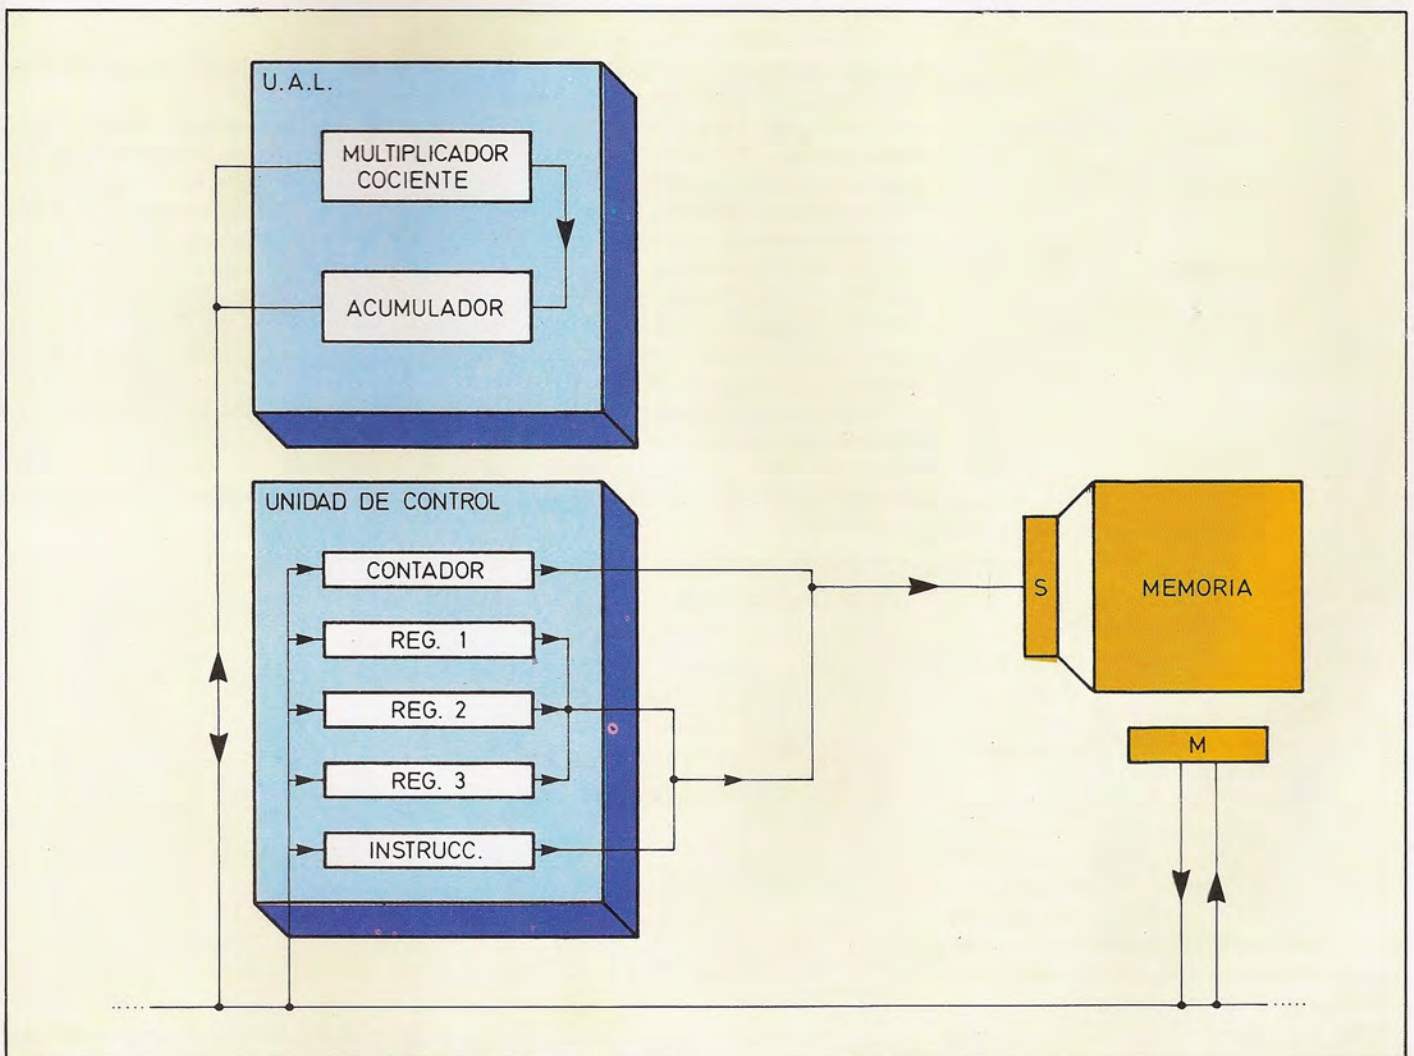 U.A.L.
MULTIPLICADOR
COCIENTE
ACUMULADOR
UNIDAD DE CONTROL
CONTADOR
REG. 1
REG. 2
REG. 3
INSTRUCC.
S
MEMORIA
M